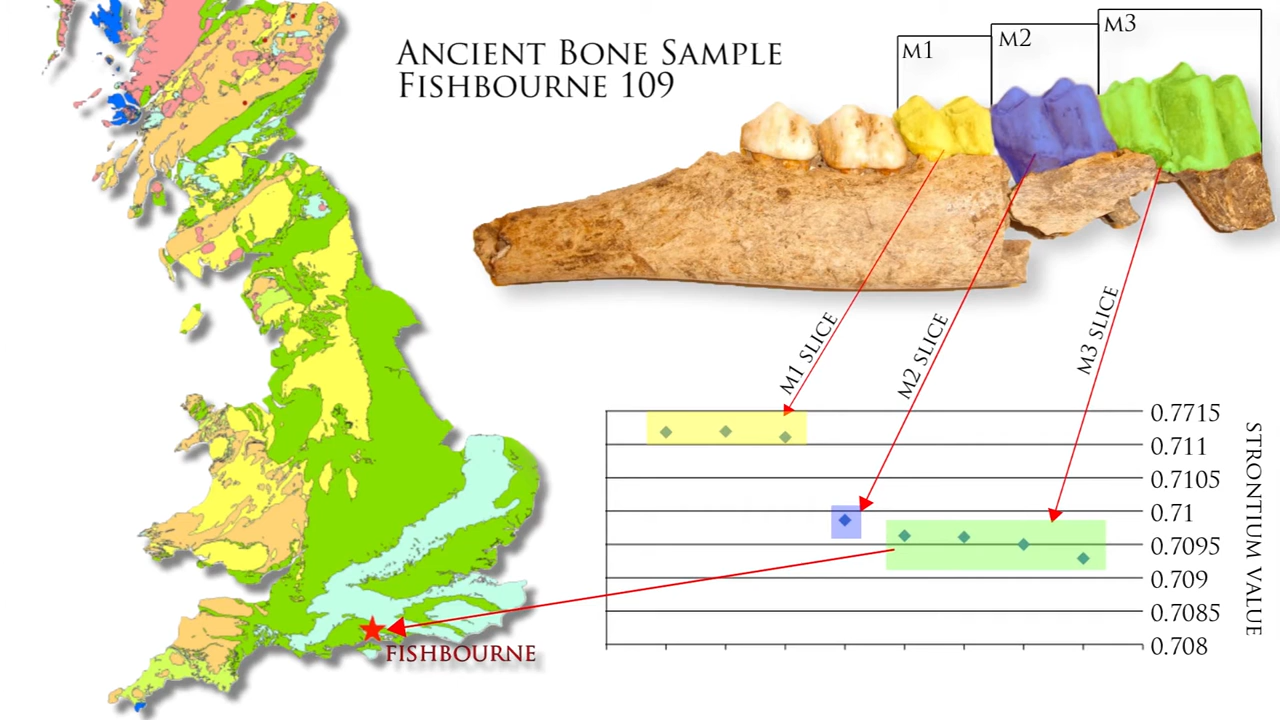 ANCIENT BONE SAMPLE
FISHBOURNE 109
M1
M2
M3
M1 SLICE
M2 SLICE
M3 SLICE
0.7715
0.711
0.7105
0.71
0.7095
0.709
0.7085
0.708
STRONTIUM VALUE
FISHBOURNE